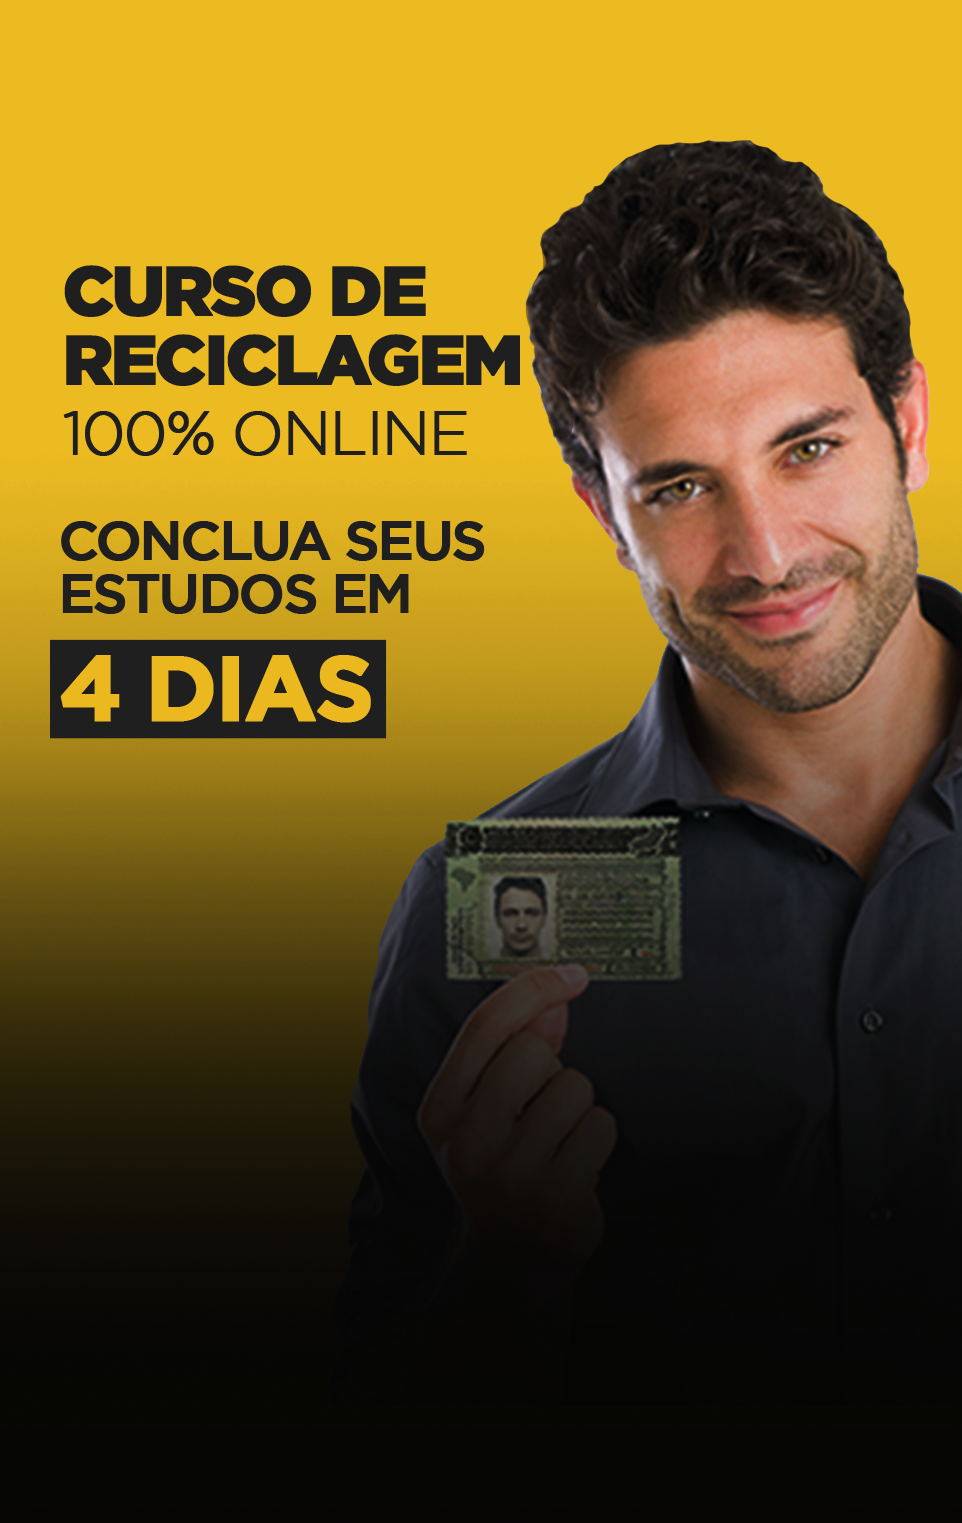 CURSO DE
RECICLAGEM
100% ONLINE
CONCLUA SEUS
ESTUDOS EM
4 DIAS